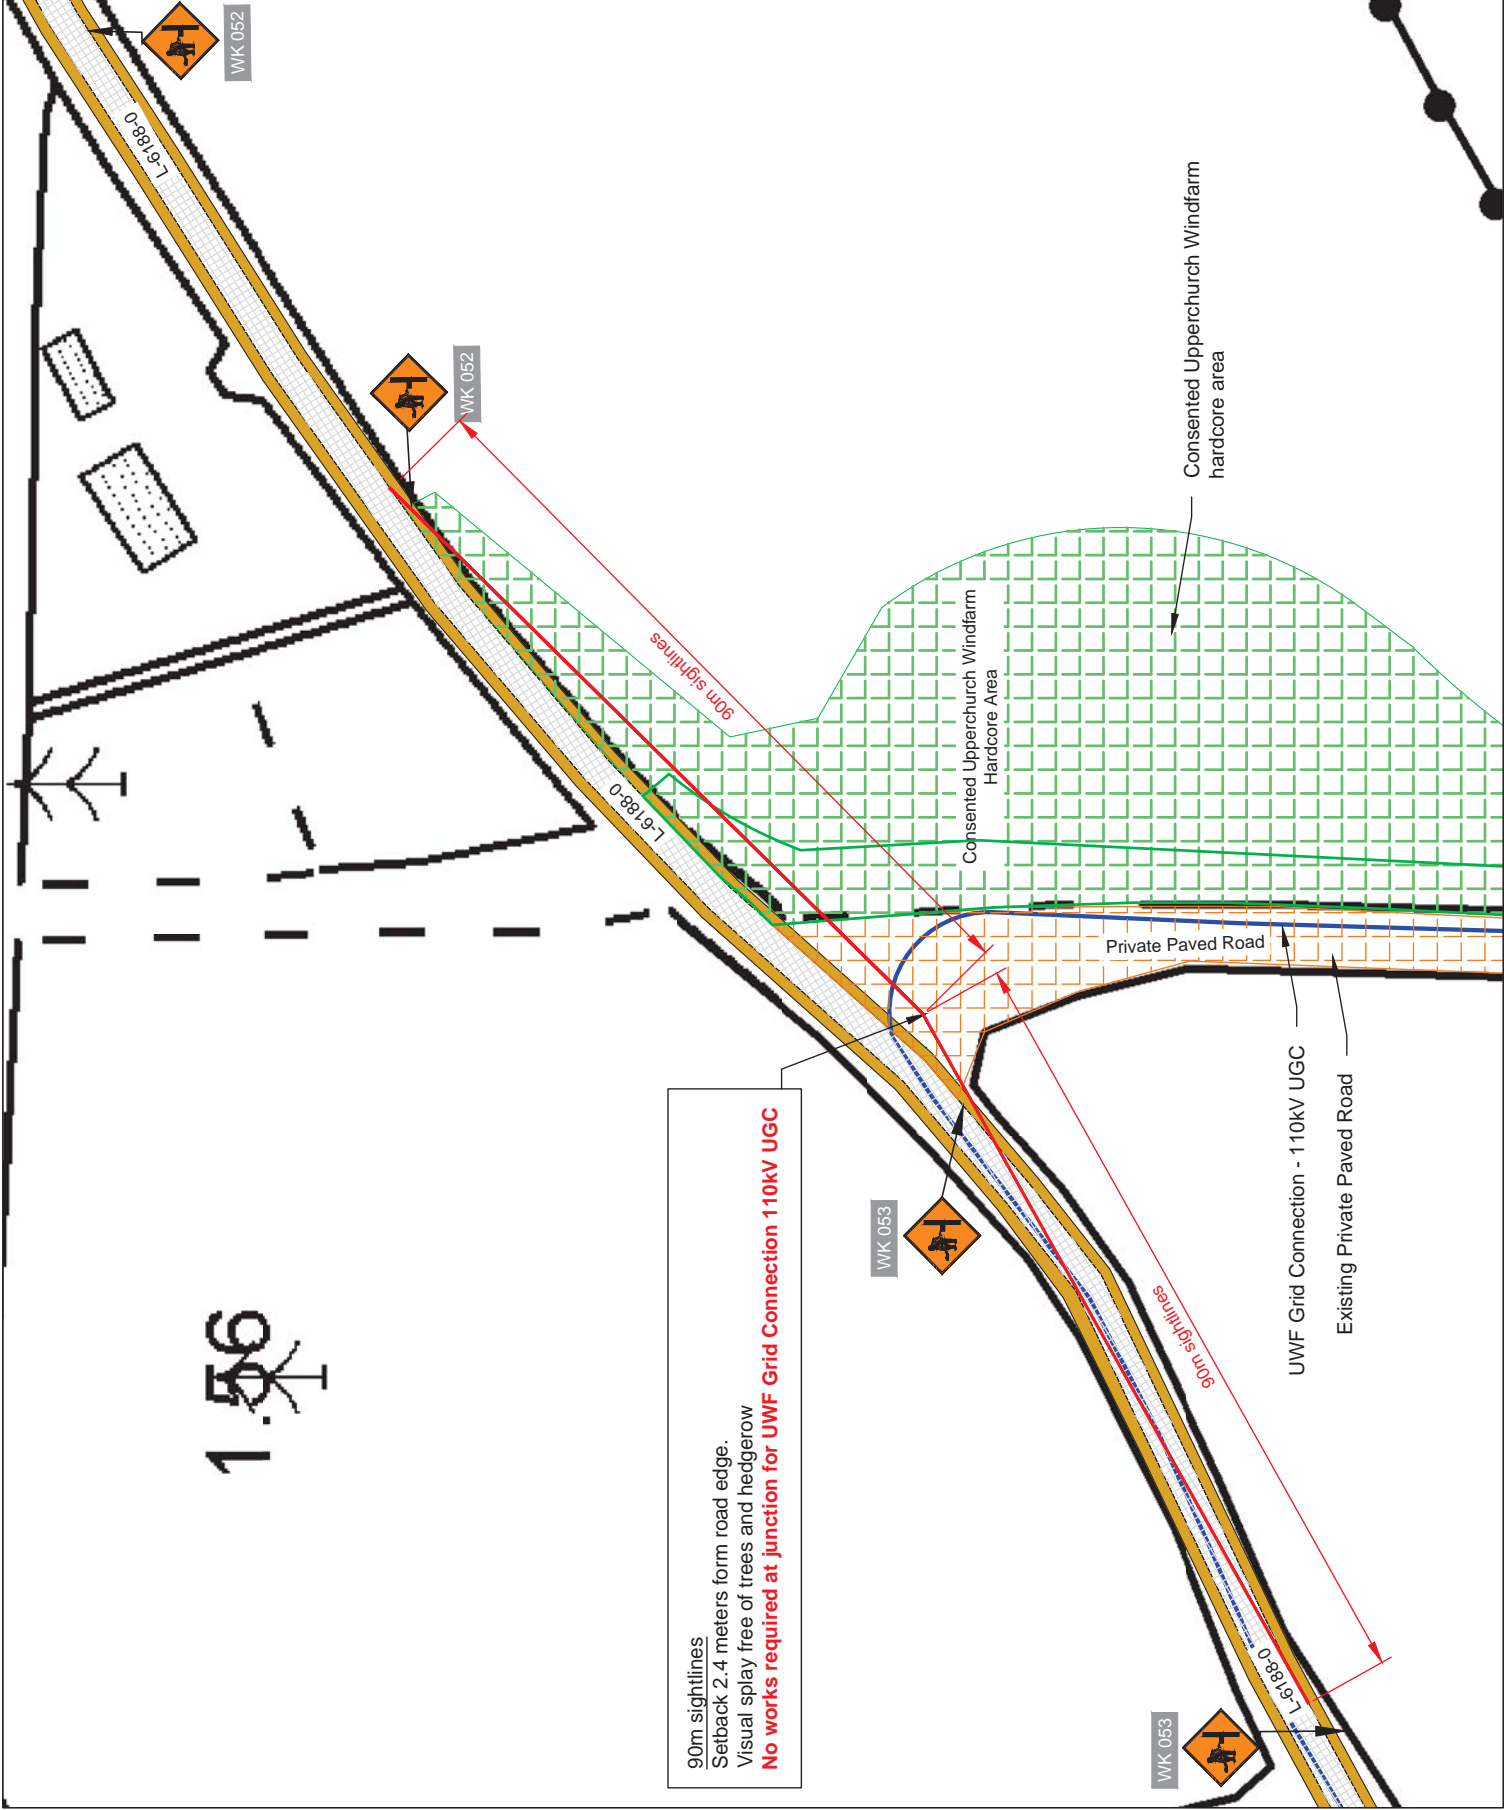 WK 052
L-6188-0
WK 052
90m sightlines
L-6188-0
Consented Upperchurch Windfarm
Hardcore Area
Consented Upperchurch Windfarm
hardcore area
Private Paved Road
90m sightlines
Setback 2.4 meters form road edge.
Visual splay free of trees and hedgerow
No works required at junction for UWF Grid Connection 110kV UGC
WK 053
UWF Grid Connection - 110kV UGC
Existing Private Paved Road
90m sightlines
1.56
L-6188-0
WK 053